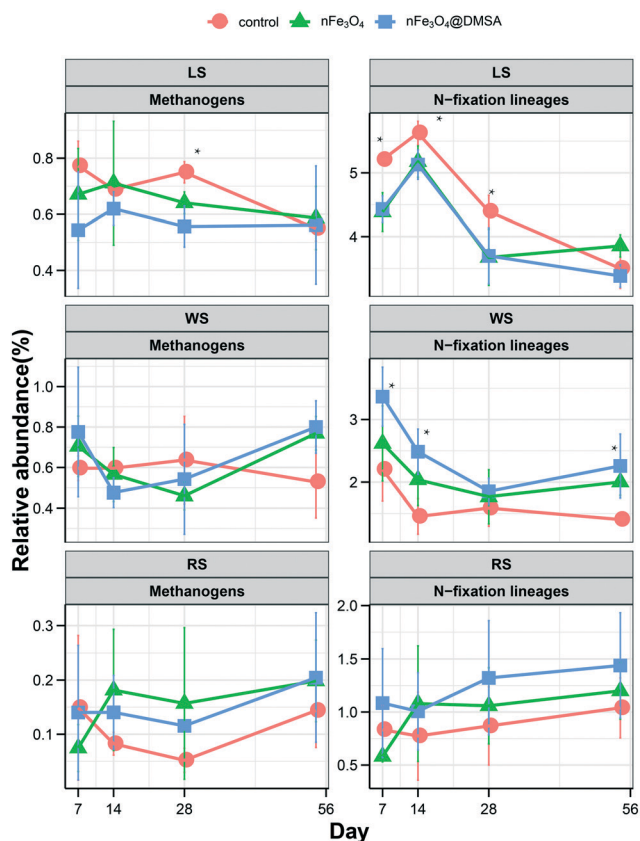 control nFe₃O₄ nFe₃O₄@DMSA
LS LS
Methanogens N−fixation lineages
0.8
0.6
0.4
*
6
5
4
* * *
WS WS
Methanogens N−fixation lineages
1.0
0.8
0.6
0.4
3
2
* * *
RS RS
Methanogens N−fixation lineages
0.3
0.2
0.1
2.0
1.5
1.0
0.5
7 14 28 56 7 14 28 56
Relative abundance(%)
Day